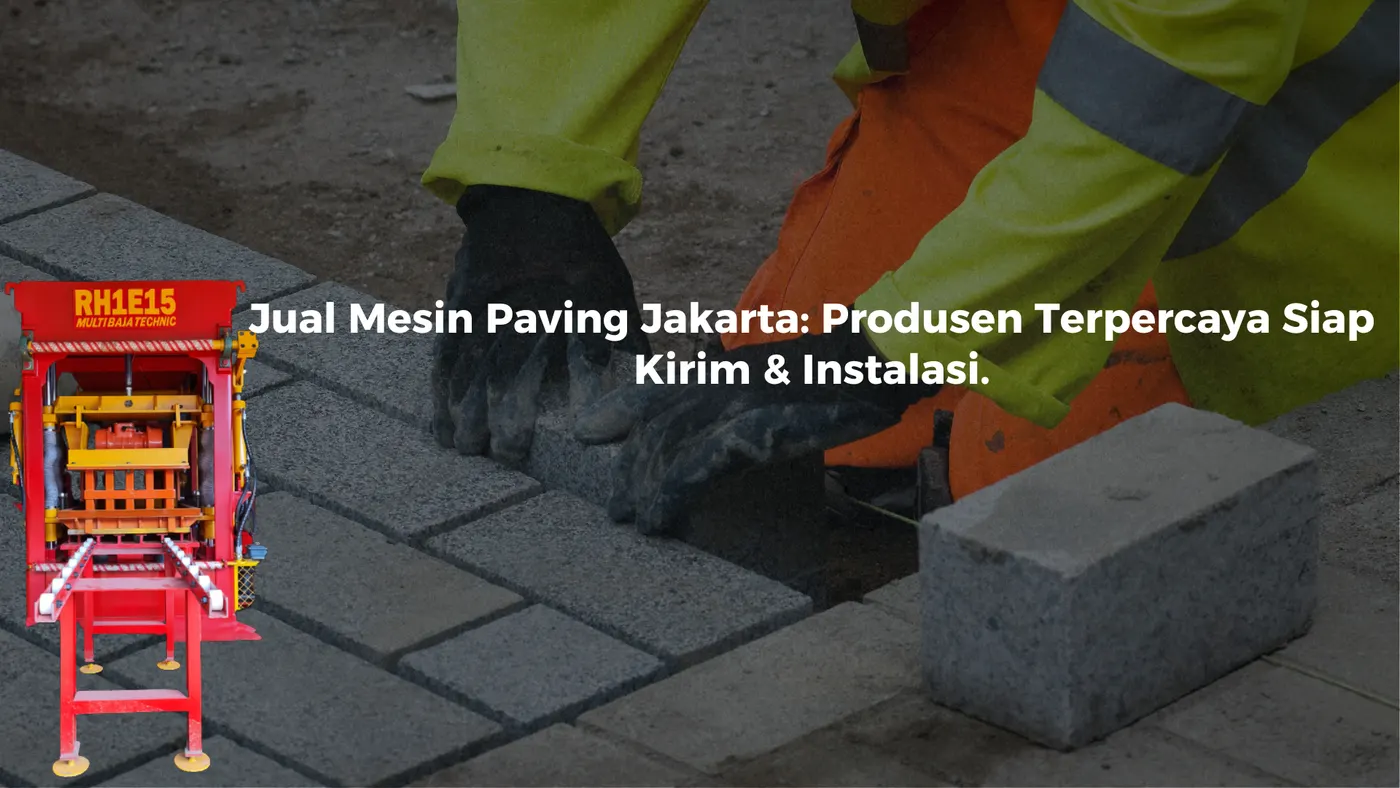 RH1E15
MULTI BAJA TECHNIC
Jual Mesin Paving Jakarta: Produsen Terpercaya Siap
Kirim & Instalasi.